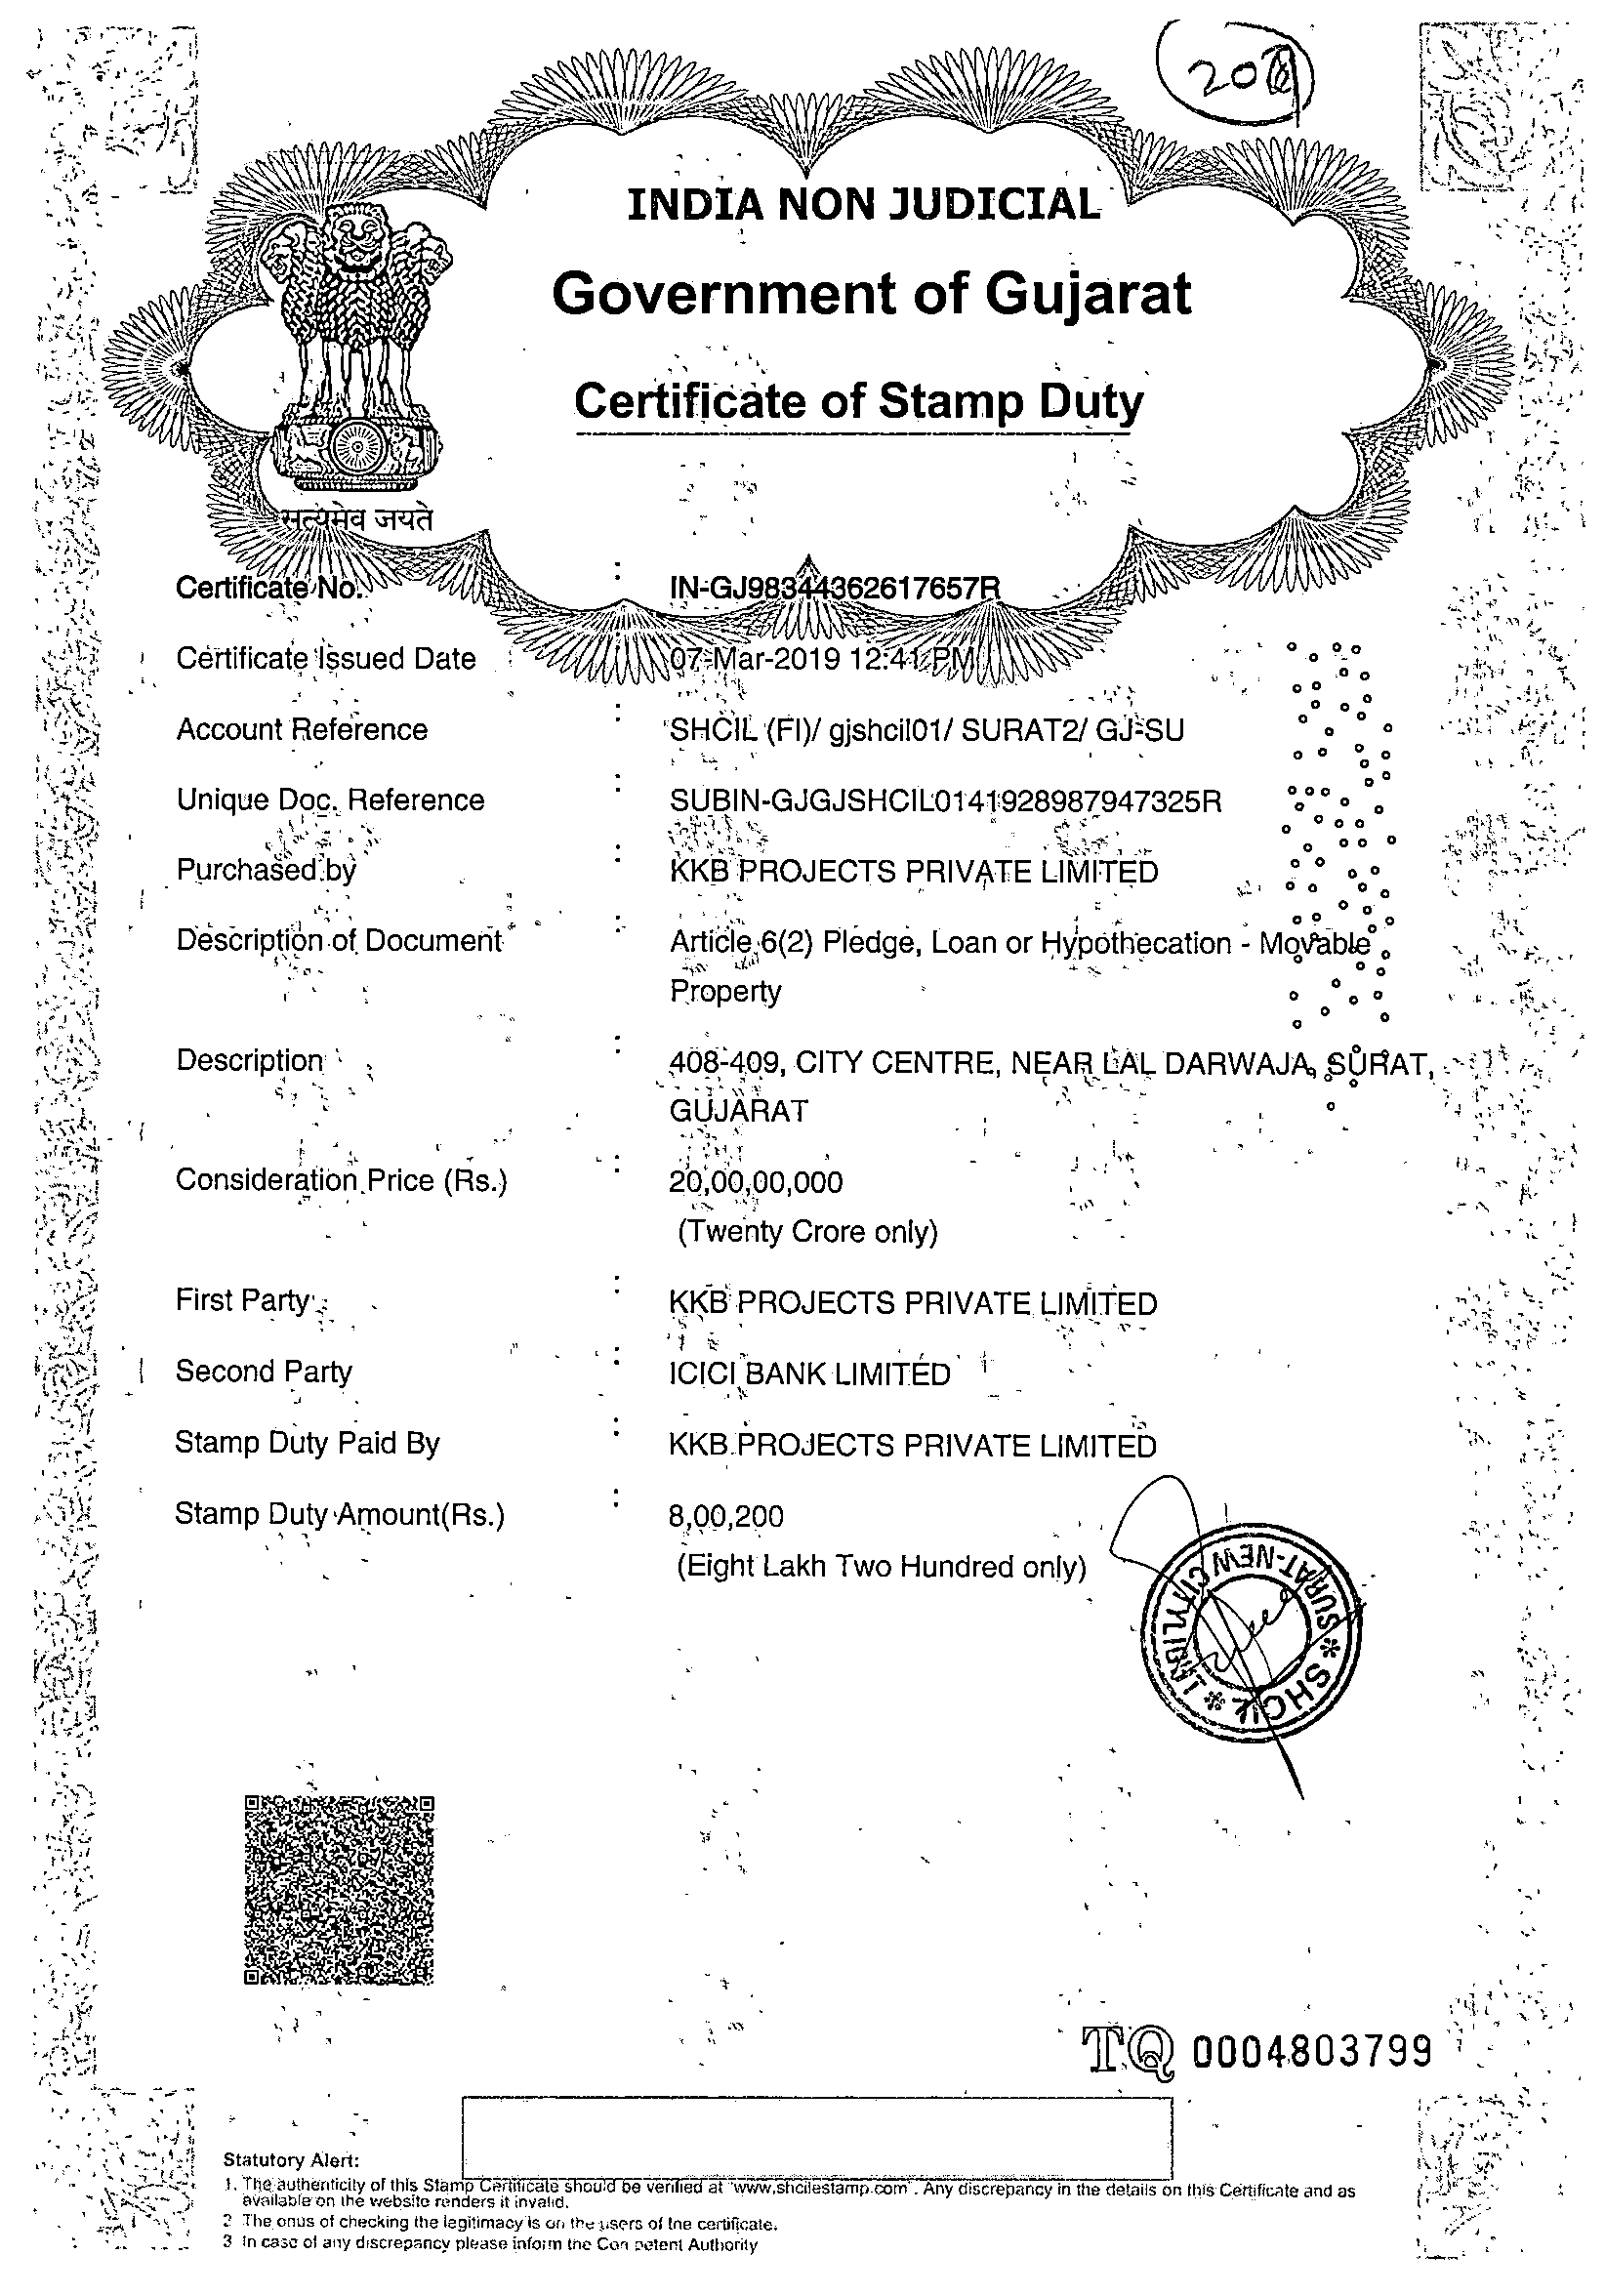 INDIA NON JUDICIAL
Government of Gujarat
Certificate of Stamp Duty
सत्यमेव जयते
Certificate No. : IN-GJ98344362617657R
Certificate Issued Date : 07-Mar-2019 12:41 PM
Account Reference : SHCIL (FI)/ gjshcil01/ SURAT2/ GJ-SU
Unique Doc. Reference : SUBIN-GJGJSHCIL0141928987947325R
Purchased by : KKB PROJECTS PRIVATE LIMITED
Description of Document : Article 6(2) Pledge, Loan or Hypothecation - Movable
Property
Description : 408-409, CITY CENTRE, NEAR LAL DARWAJA, SURAT,
GUJARAT
Consideration Price (Rs.) : 20,00,00,000
(Twenty Crore only)
First Party : KKB PROJECTS PRIVATE LIMITED
Second Party : ICICI BANK LIMITED
Stamp Duty Paid By : KKB PROJECTS PRIVATE LIMITED
Stamp Duty Amount(Rs.) : 8,00,200
(Eight Lakh Two Hundred only)
SURAT-NEW CITYLIGHT * SHCIL *
TQ 0004803799
Statutory Alert:
1. The authenticity of this Stamp Certificate should be verified at "www.shcilestamp.com". Any discrepancy in the details on this Certificate and as
available on the website renders it invalid.
2 The onus of checking the legitimacy is on the users of the certificate.
3 In case of any discrepancy please inform the Competent Authority